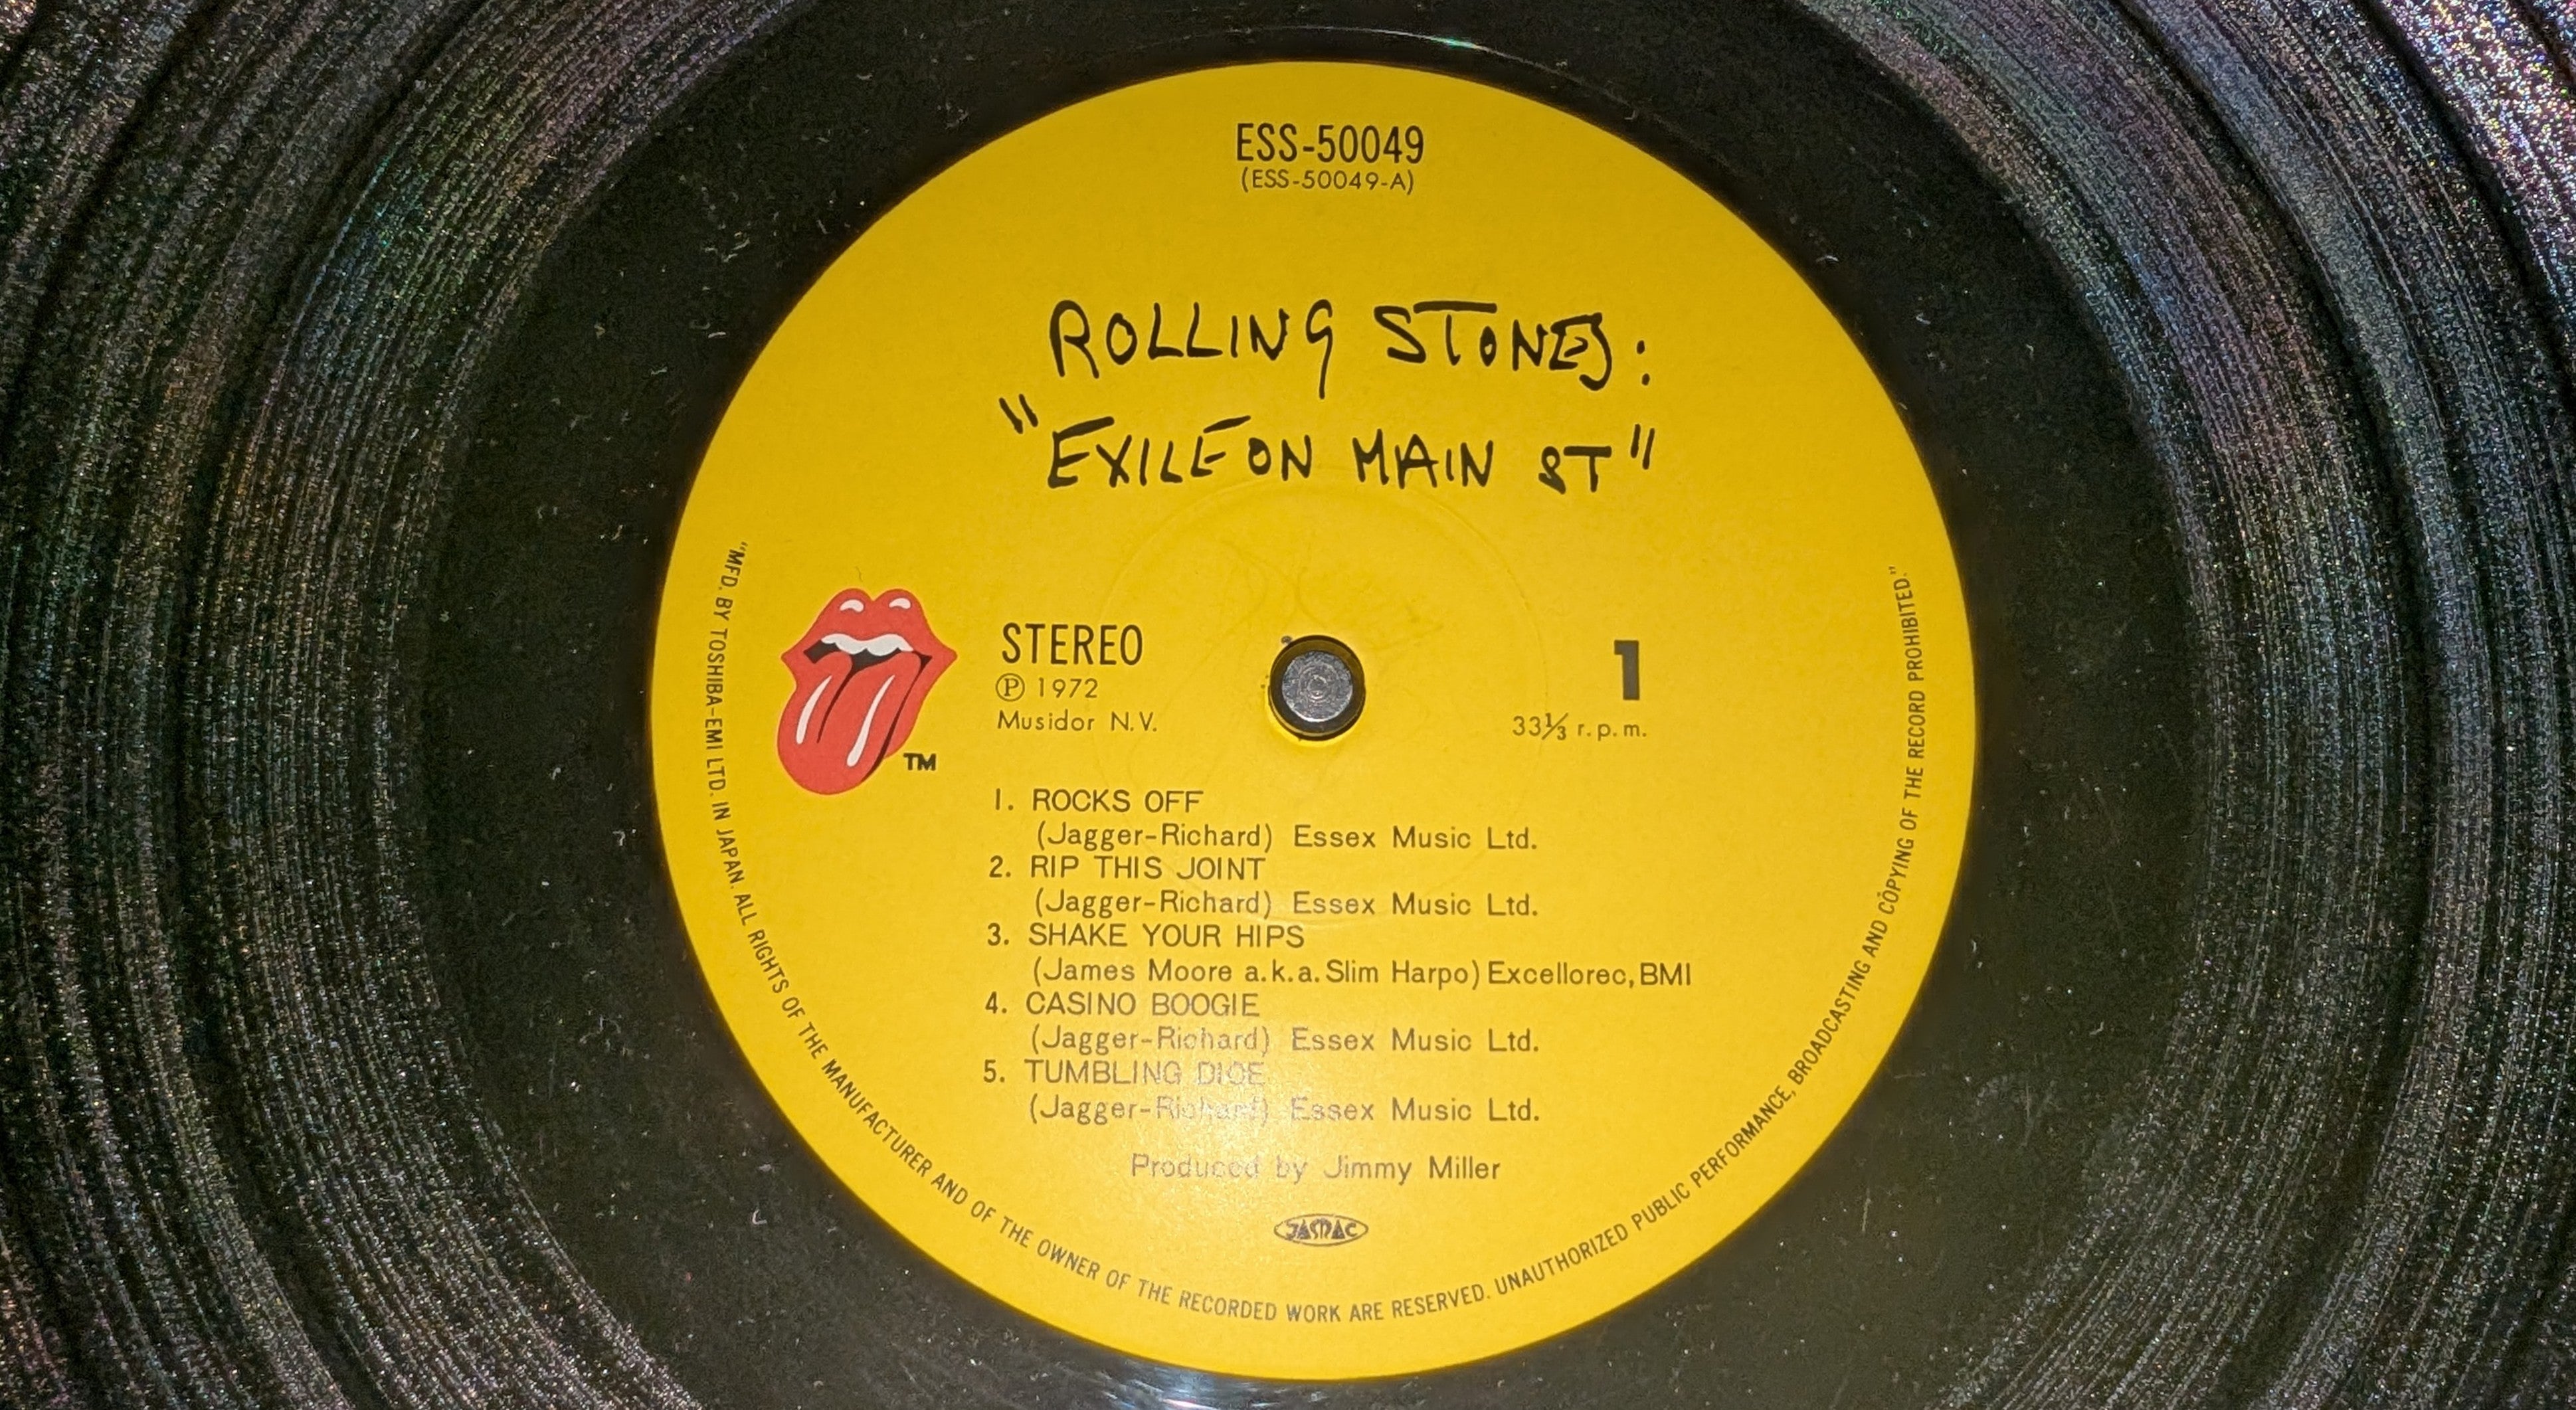 ESS-50049
(ESS-50049-A)
ROLLING STONES:
"EXILE ON MAIN ST"
STEREO
Ⓟ 1972
Musidor N.V.
1
33⅓ r.p.m.
TM
1. ROCKS OFF
(Jagger-Richard) Essex Music Ltd.
2. RIP THIS JOINT
(Jagger-Richard) Essex Music Ltd.
3. SHAKE YOUR HIPS
(James Moore a.k.a. Slim Harpo) Excellorec, BMI
4. CASINO BOOGIE
(Jagger-Richard) Essex Music Ltd.
5. TUMBLING DICE
(Jagger-Richard) Essex Music Ltd.
Produced by Jimmy Miller
JASRAC
"MFD. BY TOSHIBA-EMI LTD. IN JAPAN. ALL RIGHTS OF THE MANUFACTURER AND OF THE OWNER OF THE RECORDED WORK ARE RESERVED. UNAUTHORIZED PUBLIC PERFORMANCE, BROADCASTING AND COPYING OF THE RECORD PROHIBITED."